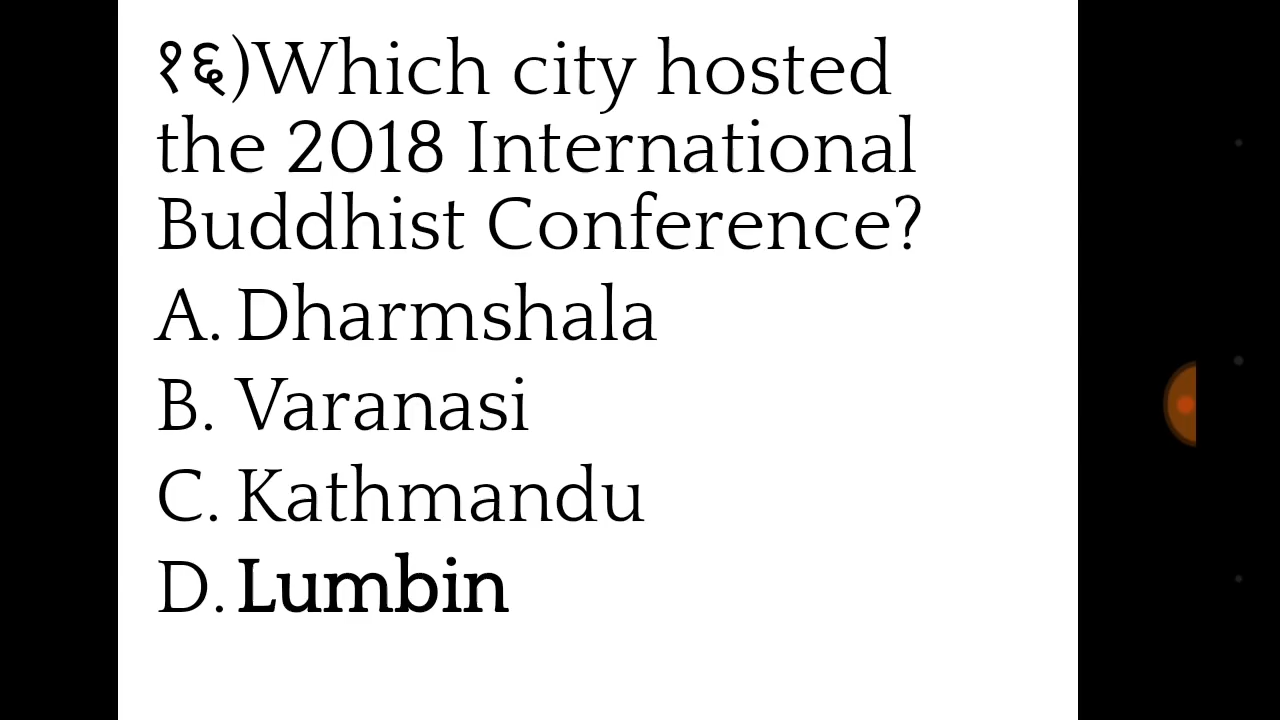 १६)Which city hosted
the 2018 International
Buddhist Conference?
A. Dharmshala
B. Varanasi
C. Kathmandu
D. Lumbin